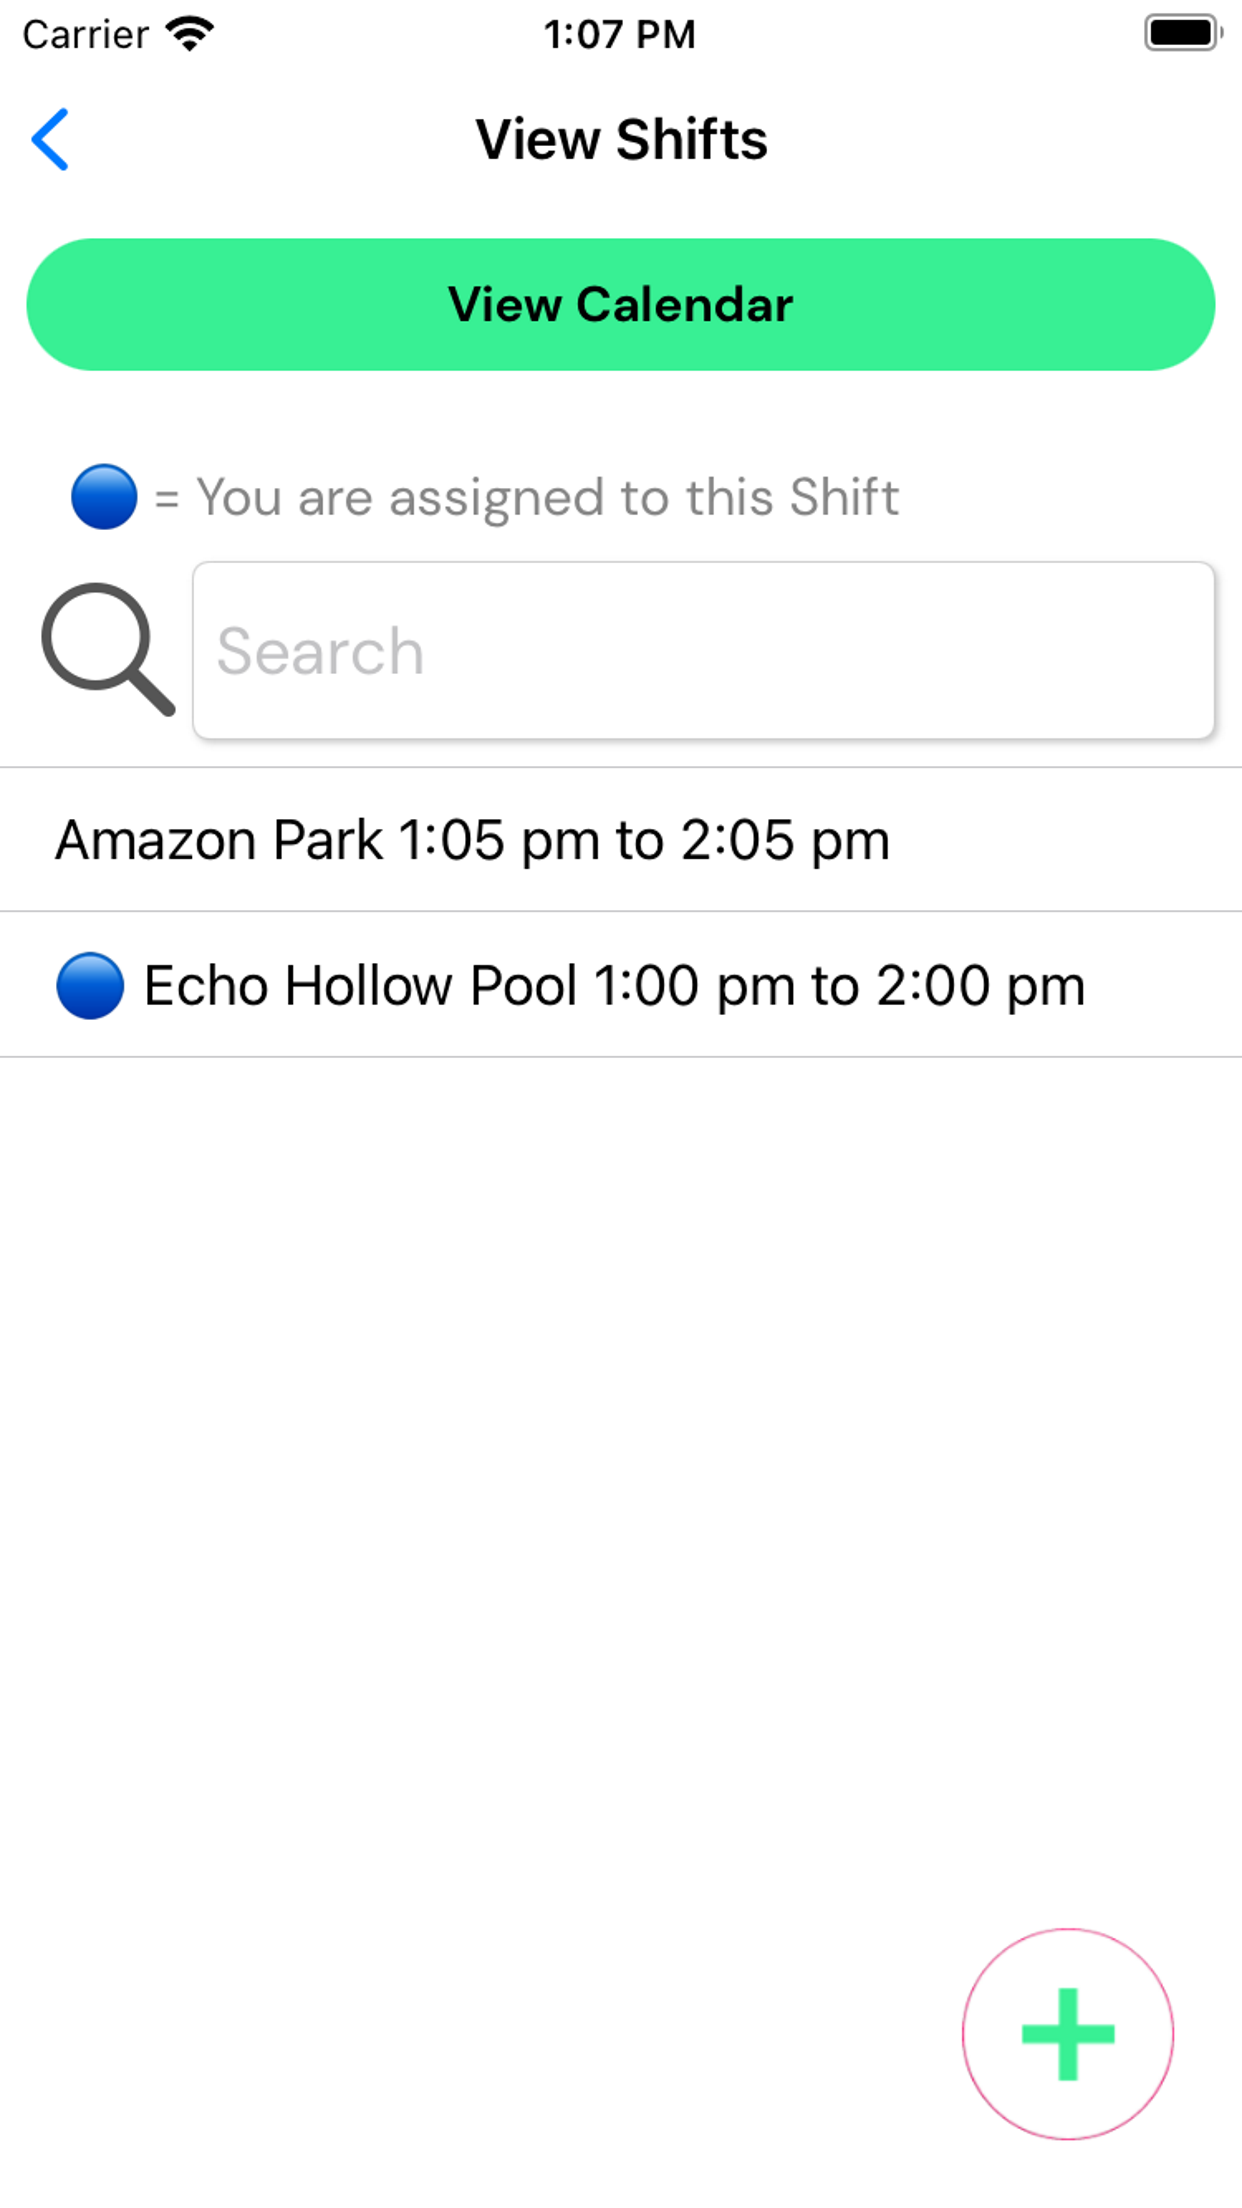 Carrier 1:07 PM
View Shifts
View Calendar
= You are assigned to this Shift
Search
Amazon Park 1:05 pm to 2:05 pm
Echo Hollow Pool 1:00 pm to 2:00 pm